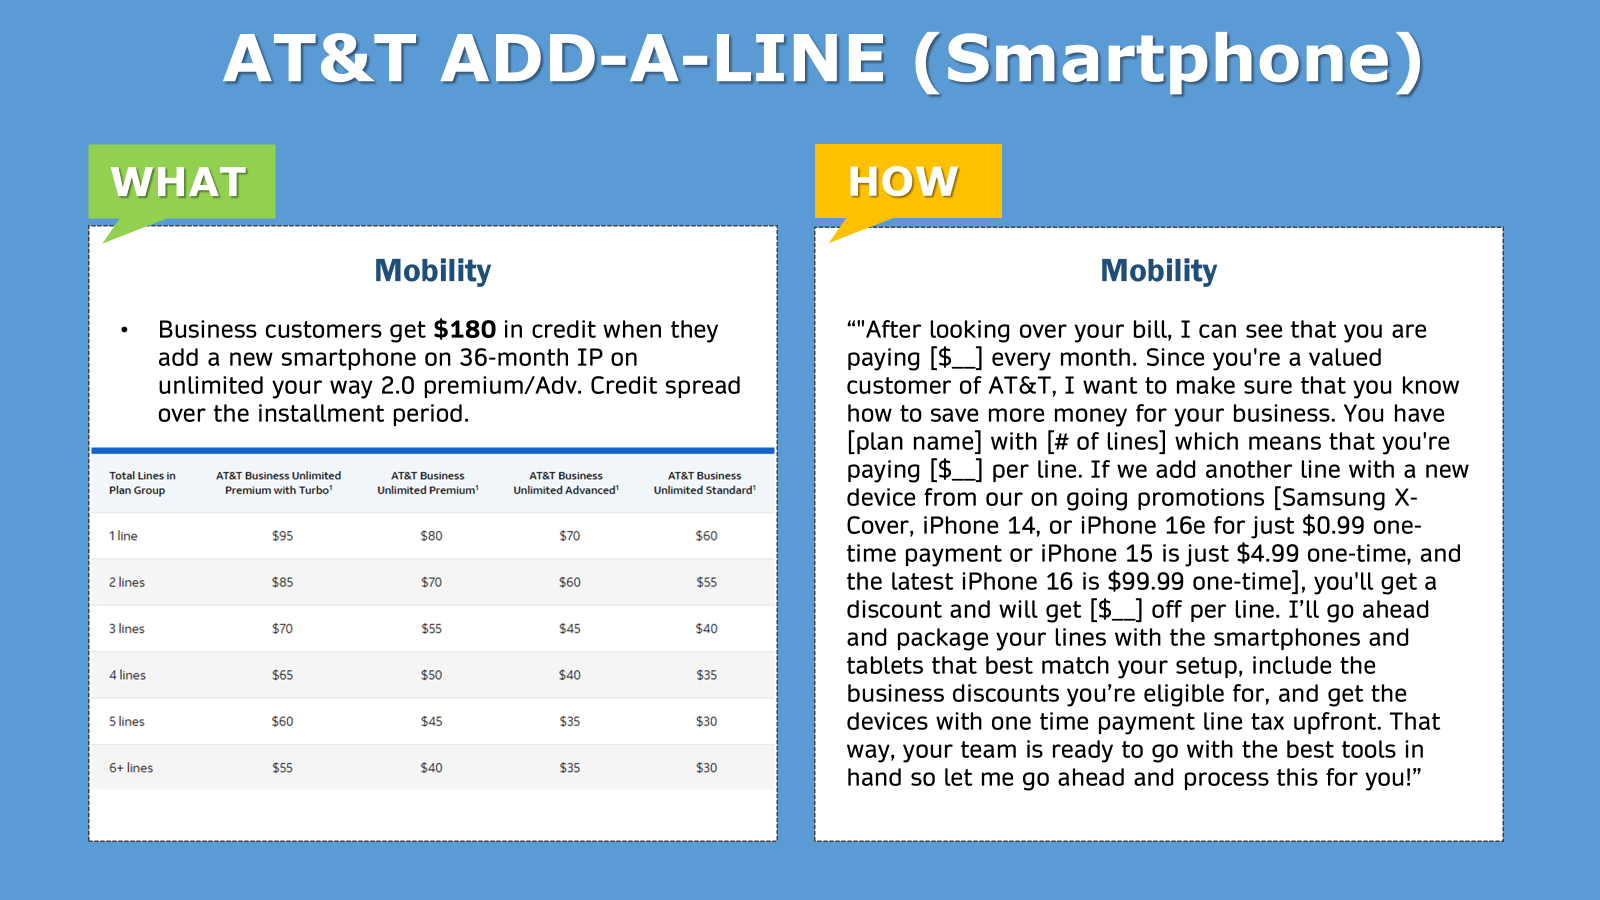 AT&T ADD-A-LINE (Smartphone)
WHAT
Mobility
• Business customers get $180 in credit when they
add a new smartphone on 36-month IP on
unlimited your way 2.0 premium/Adv. Credit spread
over the installment period.
Total Lines in Plan Group AT&T Business Unlimited Premium with Turbo¹ AT&T Business Unlimited Premium¹ AT&T Business Unlimited Advanced¹ AT&T Business Unlimited Standard¹
1 line $95 $80 $70 $60
2 lines $85 $70 $60 $55
3 lines $70 $55 $45 $40
4 lines $65 $50 $40 $35
5 lines $60 $45 $35 $30
6+ lines $55 $40 $35 $30
HOW
Mobility
“"After looking over your bill, I can see that you are
paying [$__] every month. Since you're a valued
customer of AT&T, I want to make sure that you know
how to save more money for your business. You have
[plan name] with [# of lines] which means that you're
paying [$__] per line. If we add another line with a new
device from our on going promotions [Samsung X-
Cover, iPhone 14, or iPhone 16e for just $0.99 one-
time payment or iPhone 15 is just $4.99 one-time, and
the latest iPhone 16 is $99.99 one-time], you'll get a
discount and will get [$__] off per line. I’ll go ahead
and package your lines with the smartphones and
tablets that best match your setup, include the
business discounts you’re eligible for, and get the
devices with one time payment line tax upfront. That
way, your team is ready to go with the best tools in
hand so let me go ahead and process this for you!”